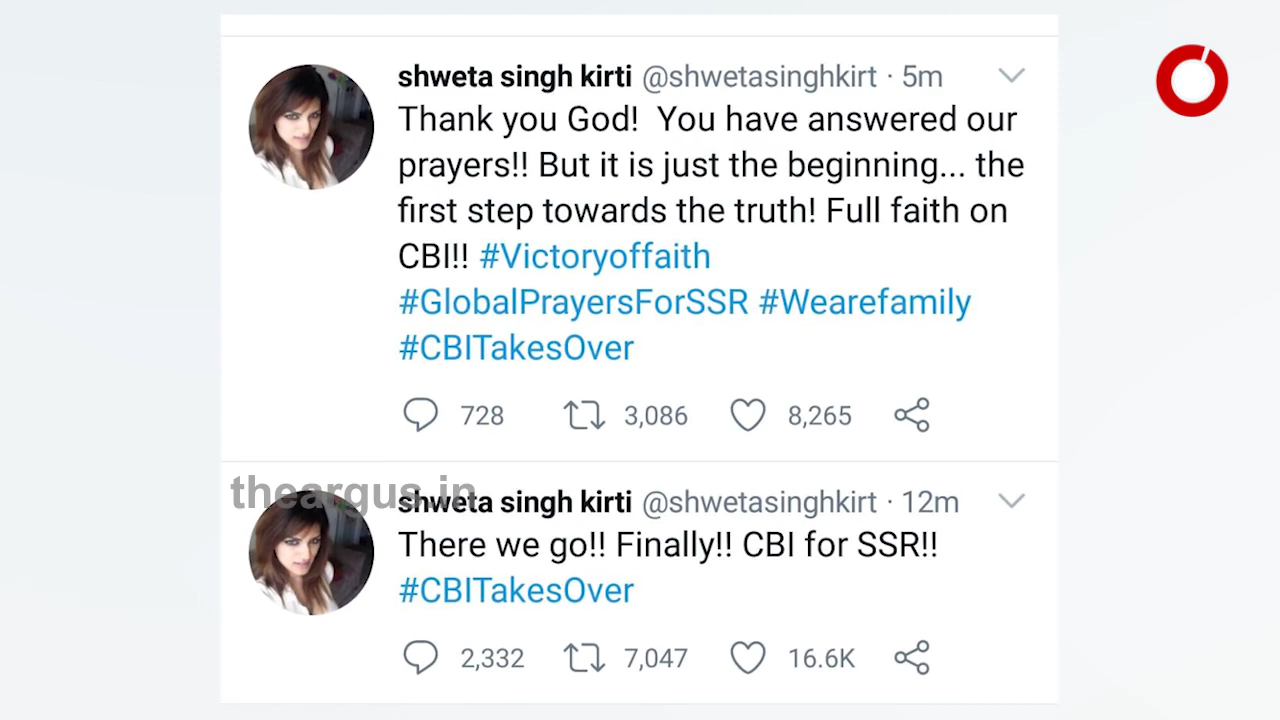 shweta singh kirti @shwetasinghkirt · 5m
Thank you God!  You have answered our
prayers!! But it is just the beginning... the
first step towards the truth! Full faith on
CBI!! #Victoryoffaith
#GlobalPrayersForSSR #Wearefamily
#CBITakesOver
728 3,086 8,265
theargus.in
shweta singh kirti @shwetasinghkirt · 12m
There we go!! Finally!! CBI for SSR!!
#CBITakesOver
2,332 7,047 16.6K